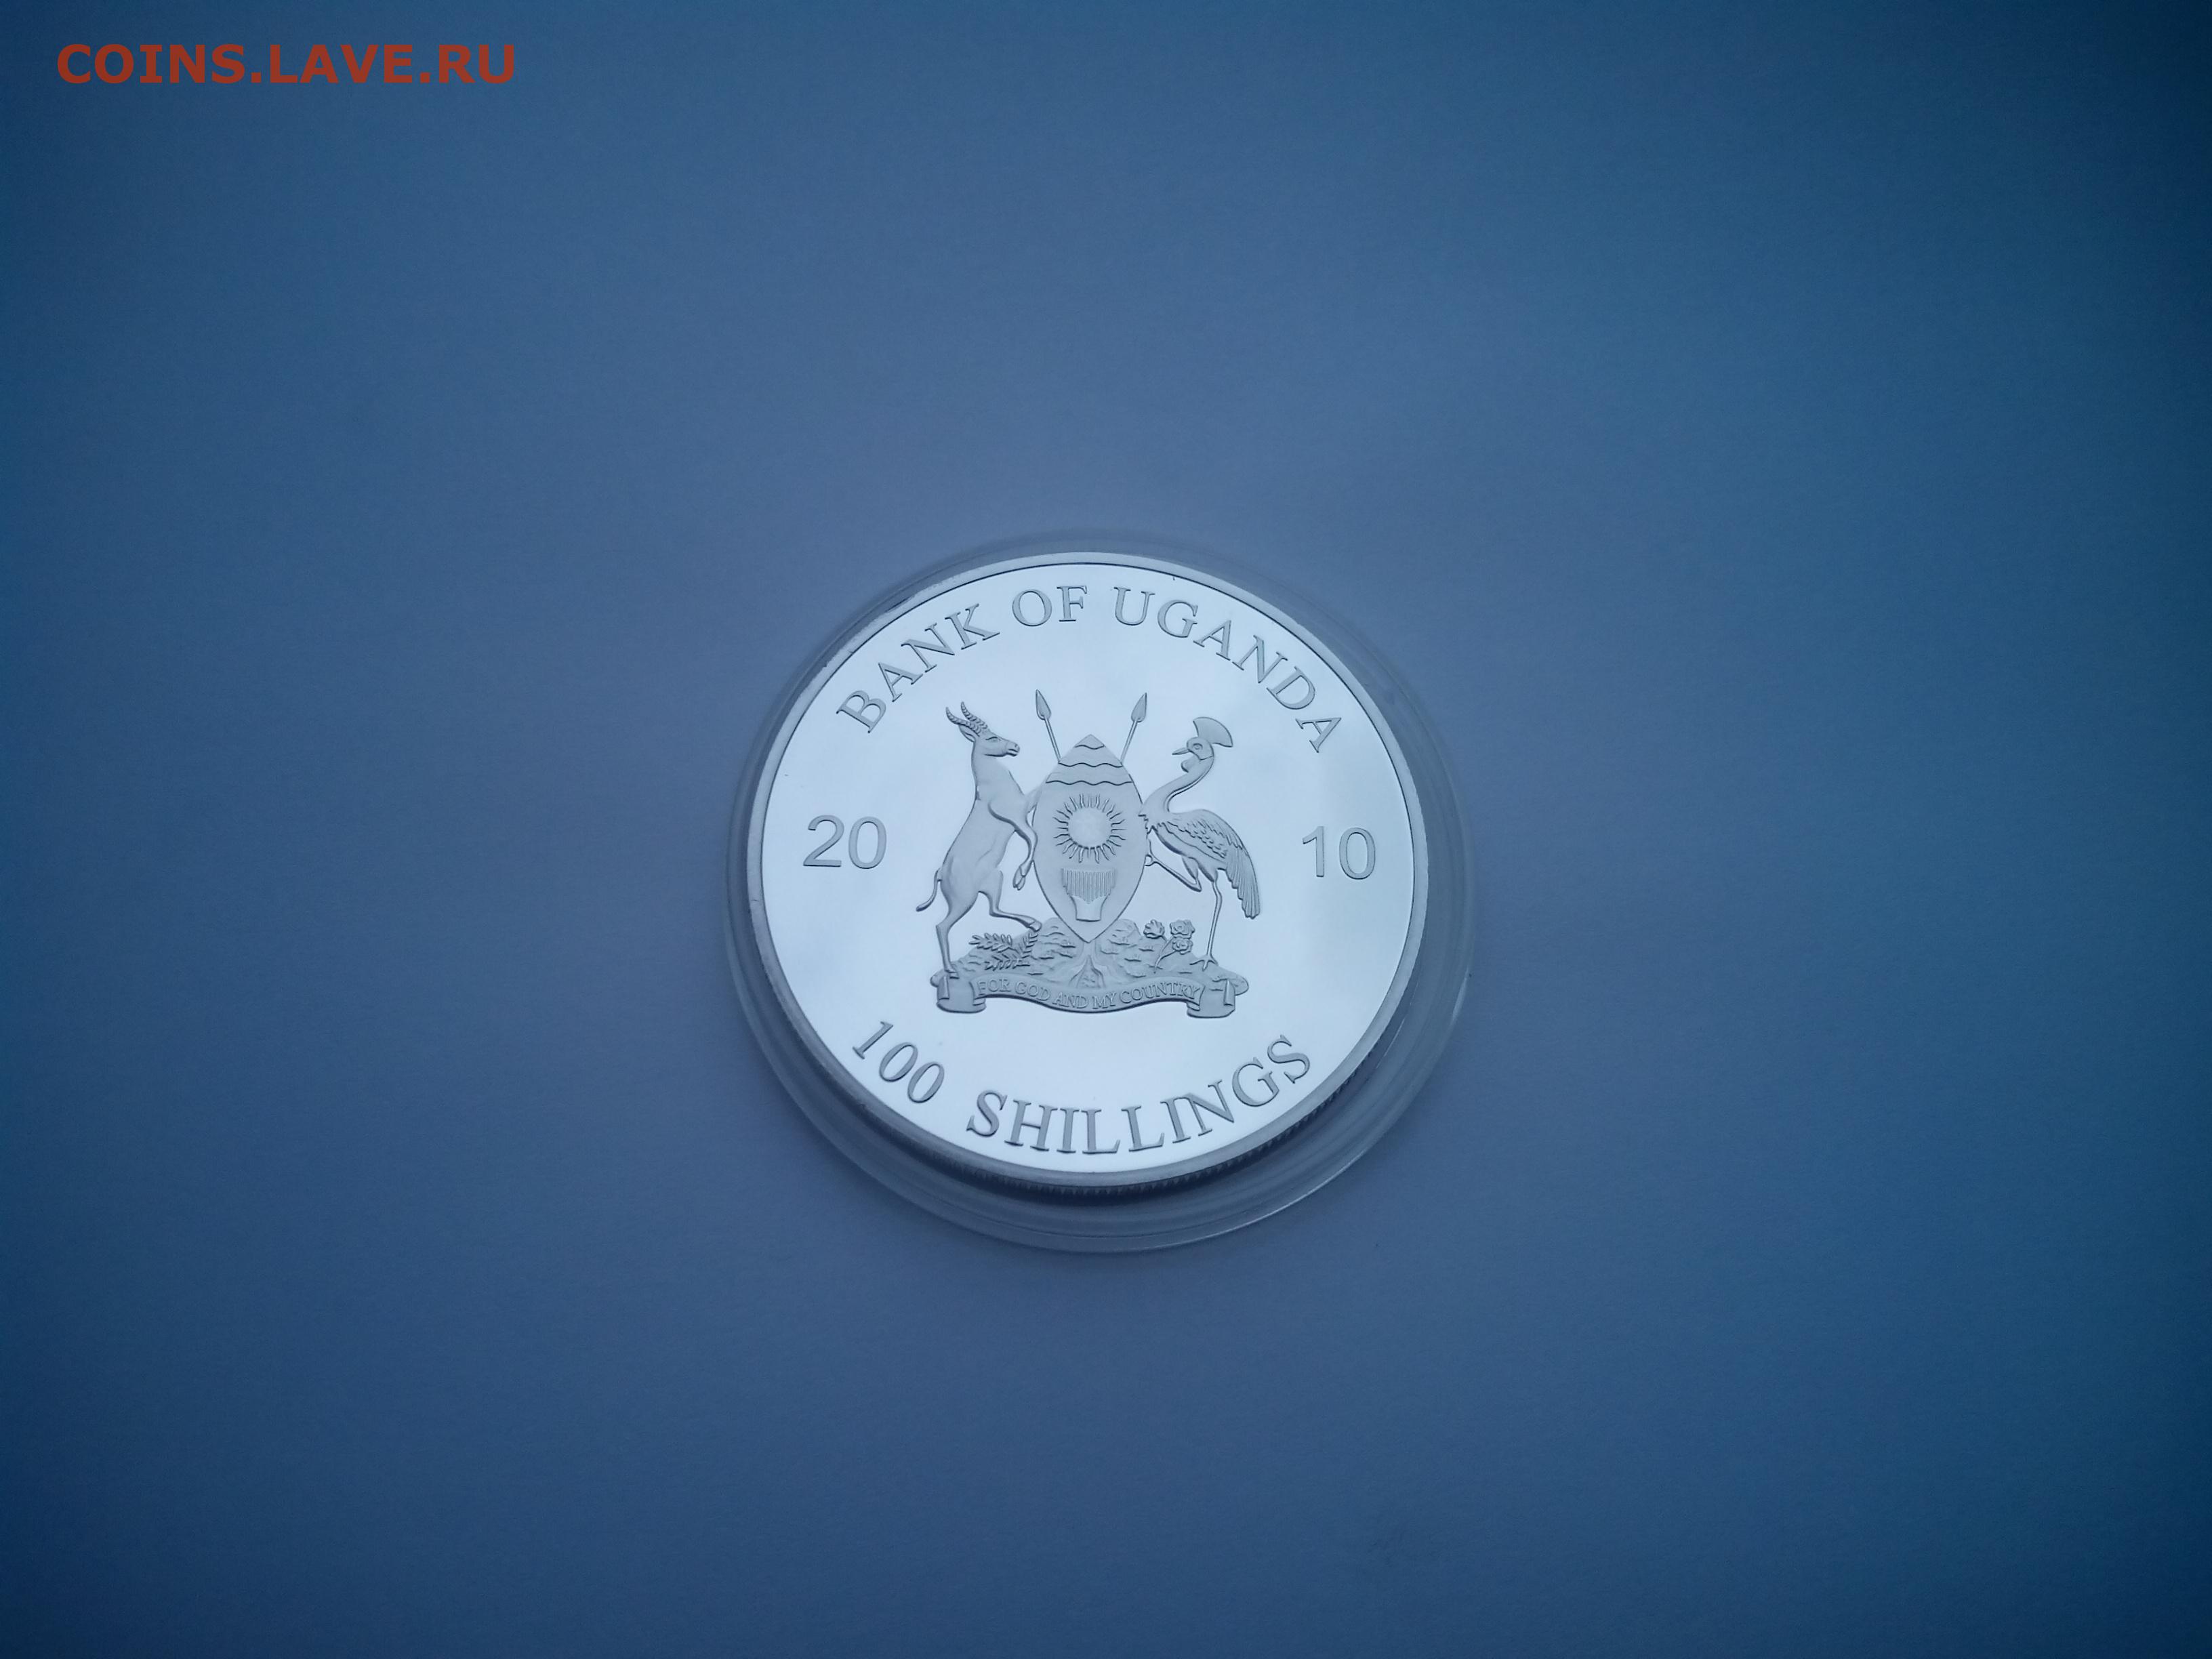 COINS.LAVE.RU
BANK OF UGANDA
20 10
FOR GOD AND MY COUNTRY
100 SHILLINGS